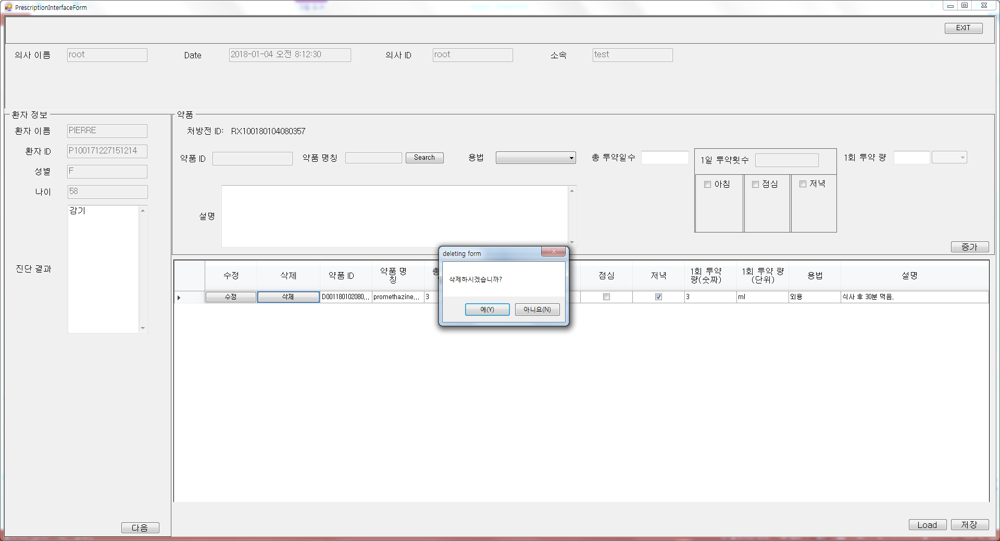 PrescriptionInterfaceForm
EXIT
의사 이름 root Date 2018-01-04 오전 8:12:30 의사 ID root 소속 test
환자 정보
환자 이름 PIERRE
환자 ID P100171227151214
성별 F
나이 58
감기
진단 결과
다음
약품
처방전 ID: RX100180104080357
약품 ID 약품 명칭 Search 용법 총 투약일수 1일 투약횟수 1회 투약 량
아침 점심 저녁
설명
증가
deleting form
삭제하시겠습니까?
예(Y) 아니요(N)
수정 삭제 약품 ID 약품 명칭 점심 저녁 1회 투약 량(숫짜) 1회 투약 량(단위) 용법 설명
수정 삭제 D001180102080... promethazine... 3 3 ml 외용 식사 후 30분 먹음.
Load 저장